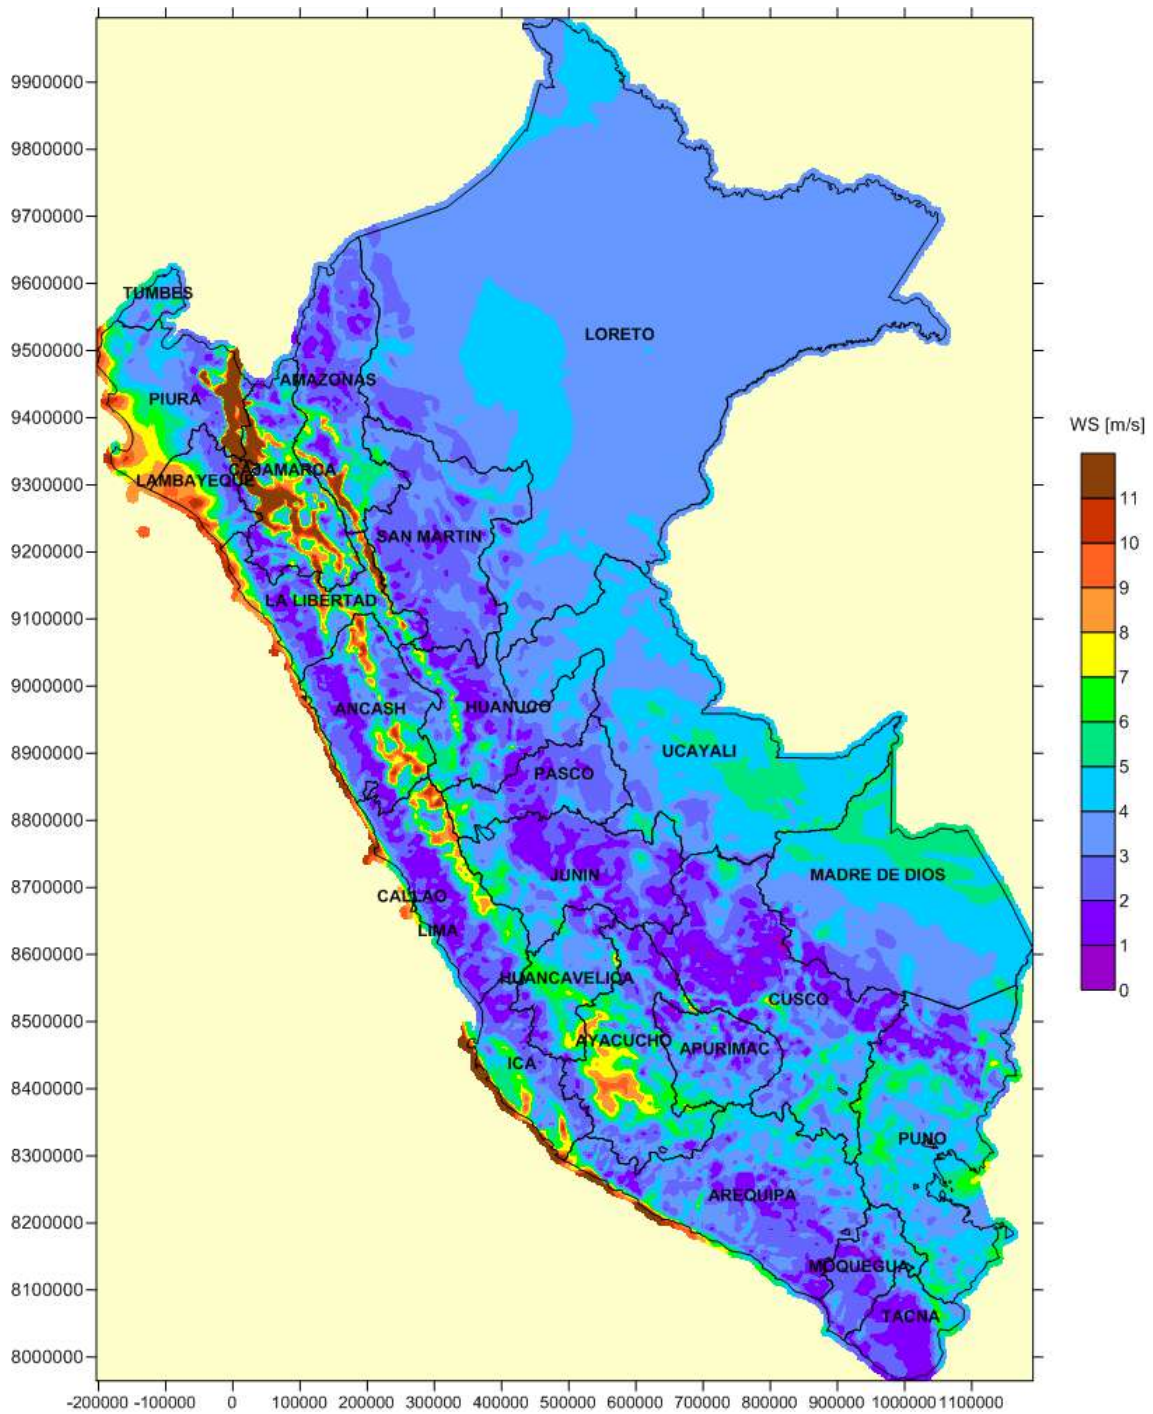 9900000
9800000
9700000
9600000
9500000
9400000
9300000
9200000
9100000
9000000
8900000
8800000
8700000
8600000
8500000
8400000
8300000
8200000
8100000
8000000
TUMBES
LORETO
AMAZONAS
PIURA
CAJAMARCA
LAMBAYEQUE
SAN MARTIN
LA LIBERTAD
ANCASH
HUANUCO
UCAYALI
PASCO
JUNIN
MADRE DE DIOS
CALLAO
LIMA
HUANCAVELICA
CUSCO
AYACUCHO
APURIMAC
ICA
PUNO
AREQUIPA
MOQUEGUA
TACNA
-200000 -100000 0 100000 200000 300000 400000 500000 600000 700000 800000 900000 1000000 1100000
WS [m/s]
11
10
9
8
7
6
5
4
3
2
1
0